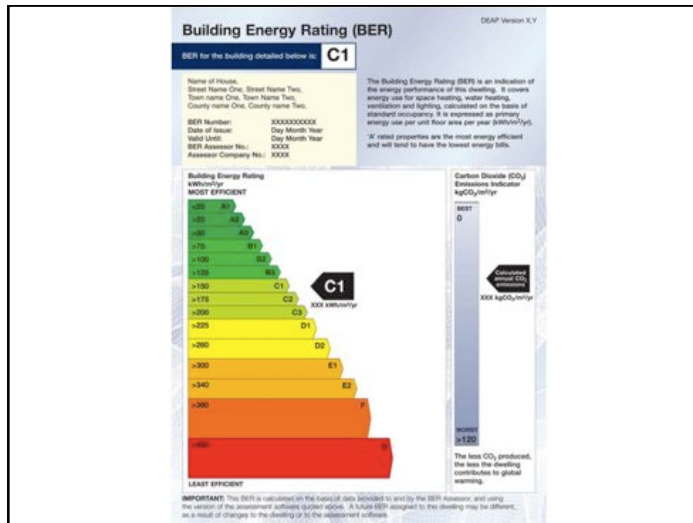 DEAP Version X,Y
Building Energy Rating (BER)
BER for the building detailed below is: C1
Name of House,
Street Name One, Street Name Two,
Town name One, Town Name Two,
County name One, County name Two,
BER Number: XXXXXXXXXX
Date of Issue: Day Month Year
Valid Until: Day Month Year
BER Assessor No.: XXXX
Assessor Company No.: XXXX
The Building Energy Rating (BER) is an indication
of the energy performance of this dwelling. It covers
energy use for space heating, water heating,
ventilation and lighting, calculated on the basis of
standard occupancy. It is expressed as primary
energy use per unit floor area per year (kWh/m²/yr).
'A' rated properties are the most energy efficient
and will tend to have the lowest energy bills.
Building Energy Rating
kWh/m²/yr
MOST EFFICIENT
A1
>25 A2
>50 A3
>75 B1
>100 B2
>125 B3
>150 C1
>175 C2
>200 C3
>225 D1
>260 D2
>300 E1
>340 E2
>380 F
>450 G
LEAST EFFICIENT
C1
XXX kWh/m²/yr
Carbon Dioxide (CO₂)
Emissions Indicator
kgCO₂/m²/yr
BEST
0
Calculated
annual CO₂
emissions
XXX kgCO₂/m²/yr
WORST
>120
The less CO₂ produced,
the less the dwelling
contributes to global
warming.
IMPORTANT: This BER is calculated on the basis of data provided to and by the BER Assessor, and using
the version of the assessment software quoted above. A future BER assigned to this dwelling may be different,
as a result of changes to the dwelling or to the assessment software.